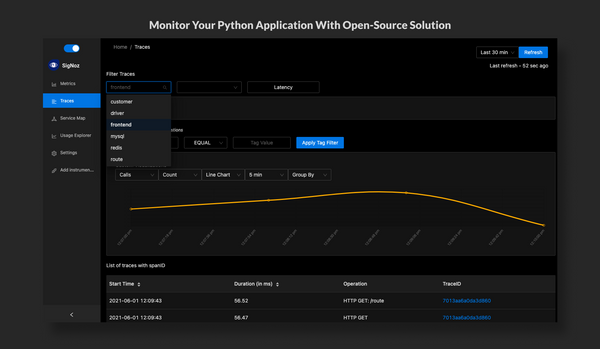 Monitor Your Python Application With Open-Source Solution
Home / Traces
Last 30 min
Refresh
SigNoz
Last refresh - 52 sec ago
Metrics
Filter Traces
frontend
Latency
Traces
customer
driver
Service Map
frontend
mysql
EQUAL
Tag Value
Apply Tag Filter
Usage Explorer
redis
Settings
route
Add instrumen...
Calls
Count
Line Chart
5 min
Group By
List of traces with spanID
Start Time
Duration (in ms)
Operation
TraceID
2021-06-01 12:09:43
56.52
HTTP GET: /route
7013aa6a0da3d860
2021-06-01 12:09:43
56.47
HTTP GET
7013aa6a0da3d860